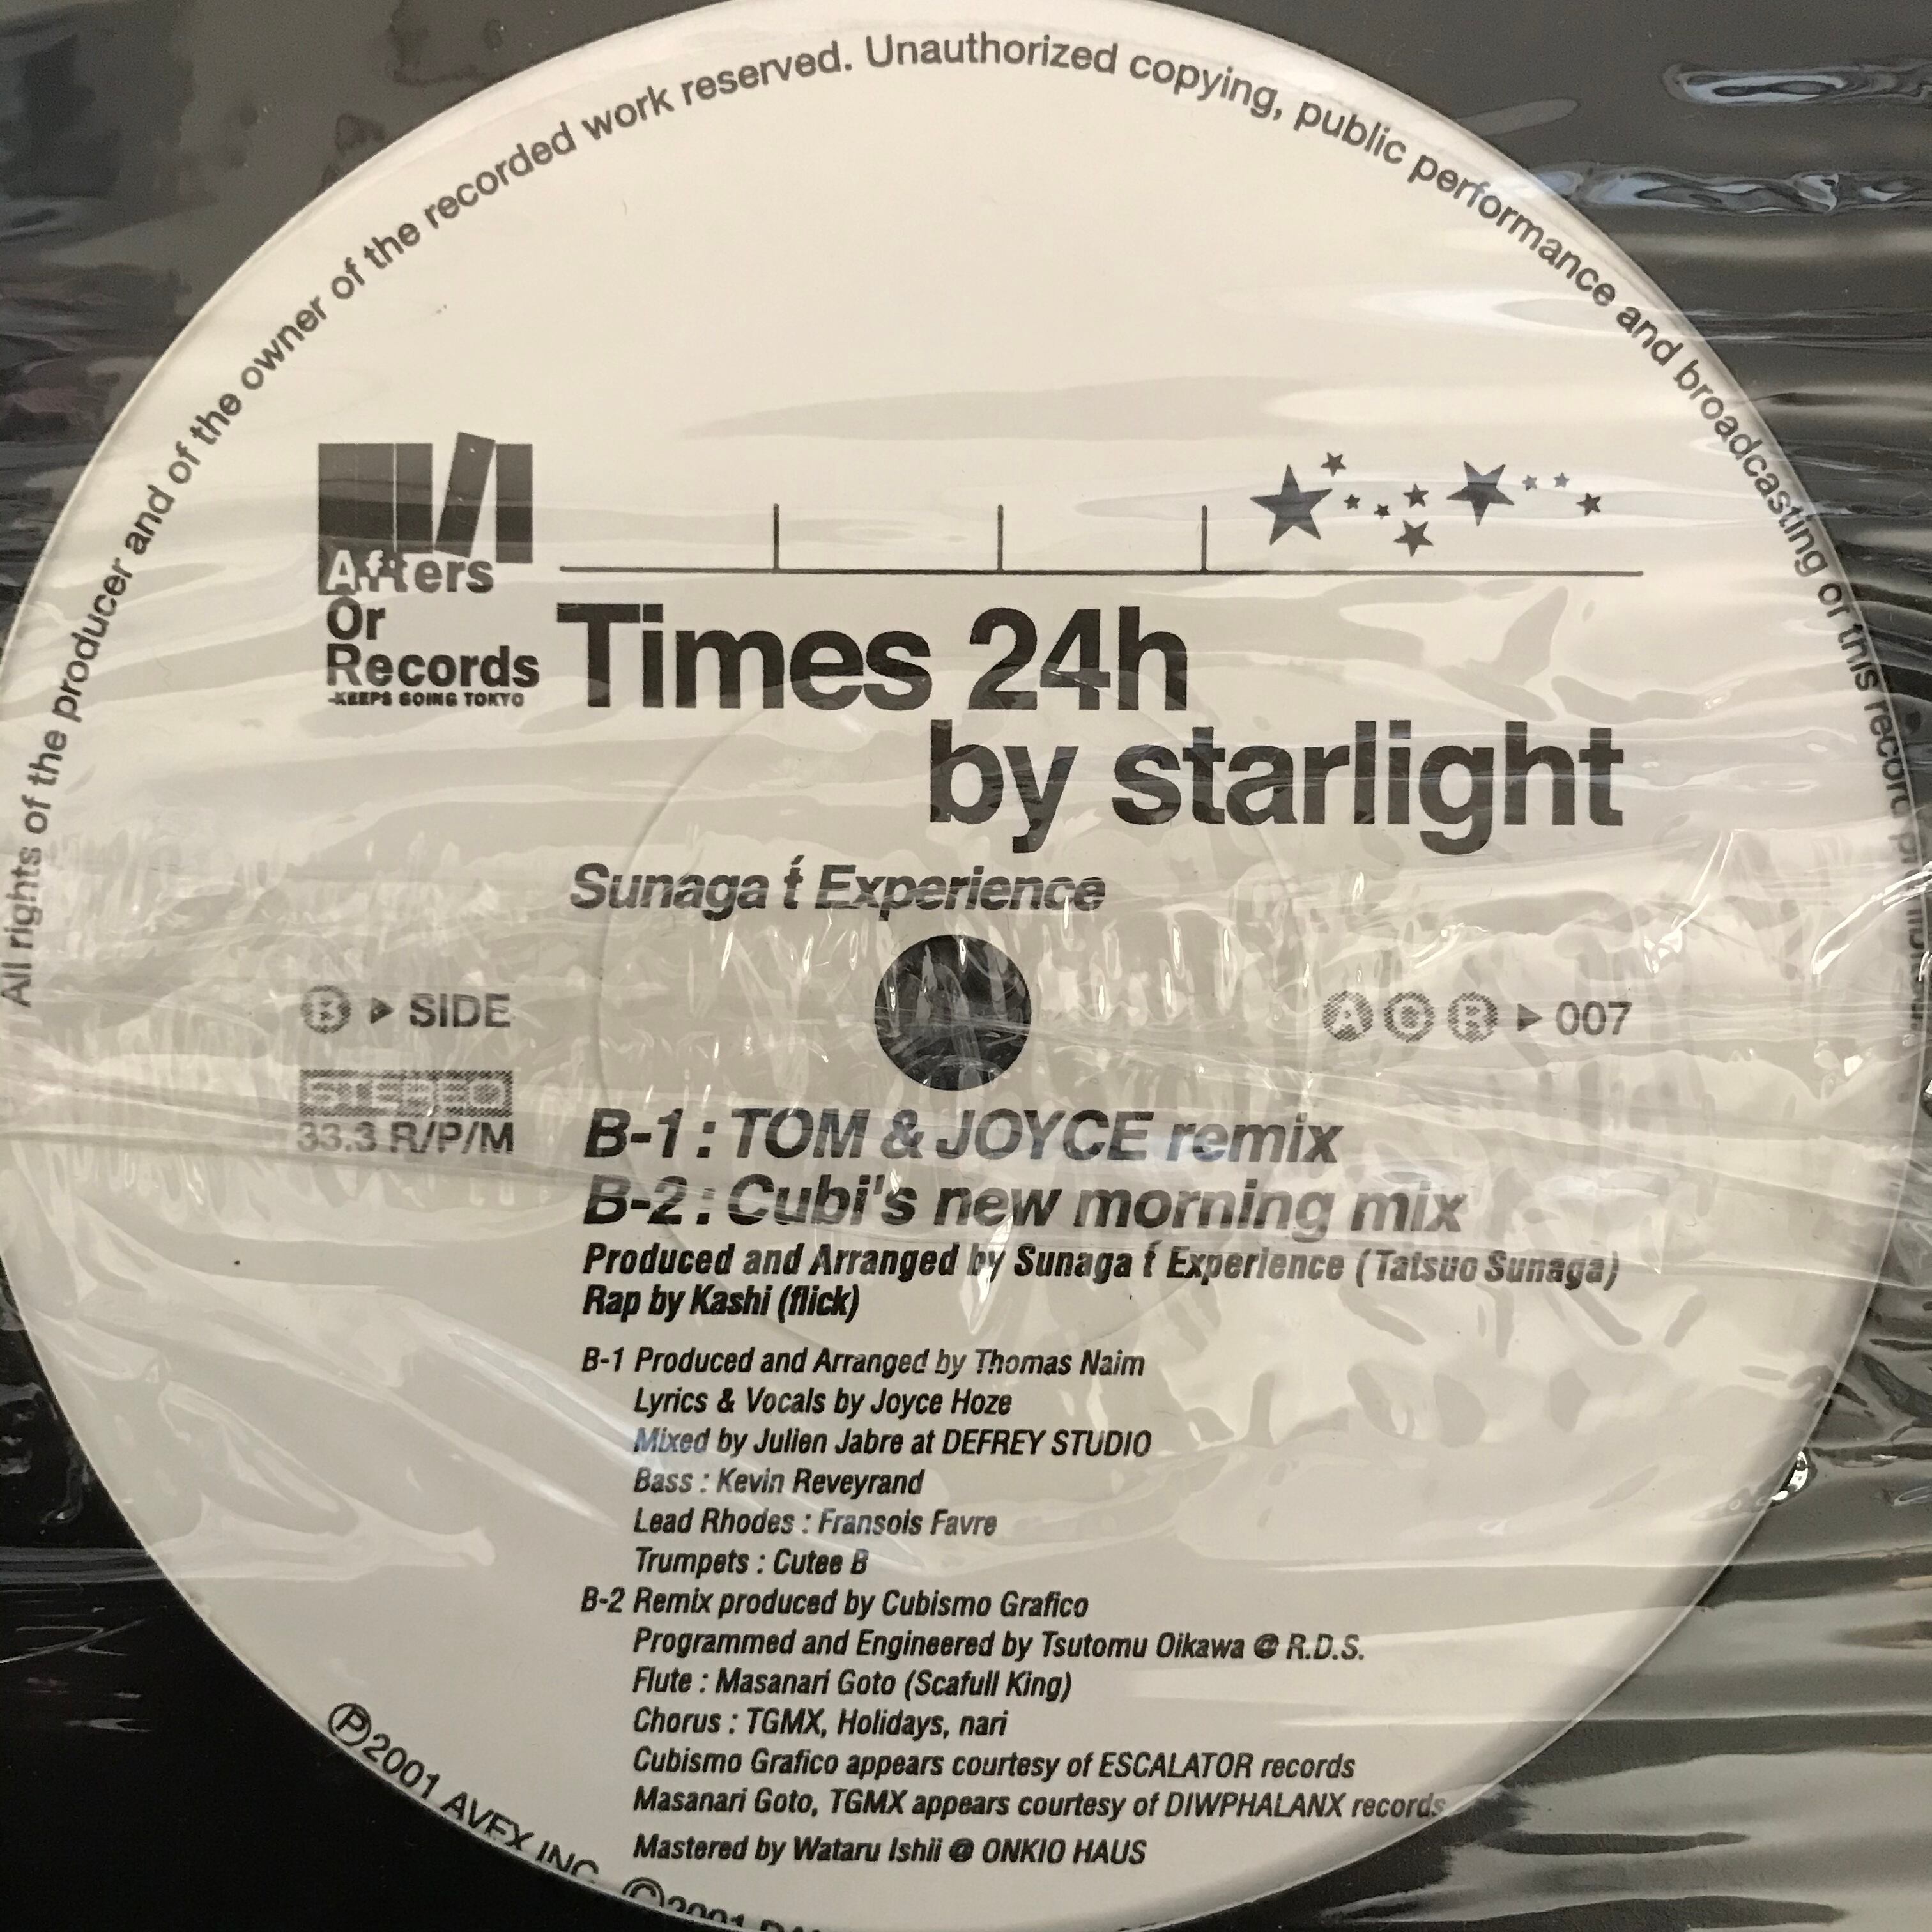 All rights of the producer and of the owner of the recorded work reserved. Unauthorized copying, public performance and broadcasting of this record
Afters
Or
Records
-KEEPS GOING TOKYO
Times 24h
by starlight
Sunaga t́ Experience
B ▶ SIDE
STEREO
33.3 R/P/M
A O R ▶ 007
B-1 : TOM & JOYCE remix
B-2 : Cubi's new morning mix
Produced and Arranged by Sunaga t́ Experience (Tatsuo Sunaga)
Rap by Kashi (flick)
B-1 Produced and Arranged by Thomas Naim
Lyrics & Vocals by Joyce Hoze
Mixed by Julien Jabre at DEFREY STUDIO
Bass : Kevin Reveyrand
Lead Rhodes : Fransois Favre
Trumpets : Cutee B
B-2 Remix produced by Cubismo Grafico
Programmed and Engineered by Tsutomu Oikawa @ R.D.S.
Flute : Masanari Goto (Scafull King)
Chorus : TGMX, Holidays, nari
Cubismo Grafico appears courtesy of ESCALATOR records
Masanari Goto, TGMX appears courtesy of DIWPHALANX records
Mastered by Wataru Ishii @ ONKIO HAUS
Ⓟ2001 AVEX INC. ©2001